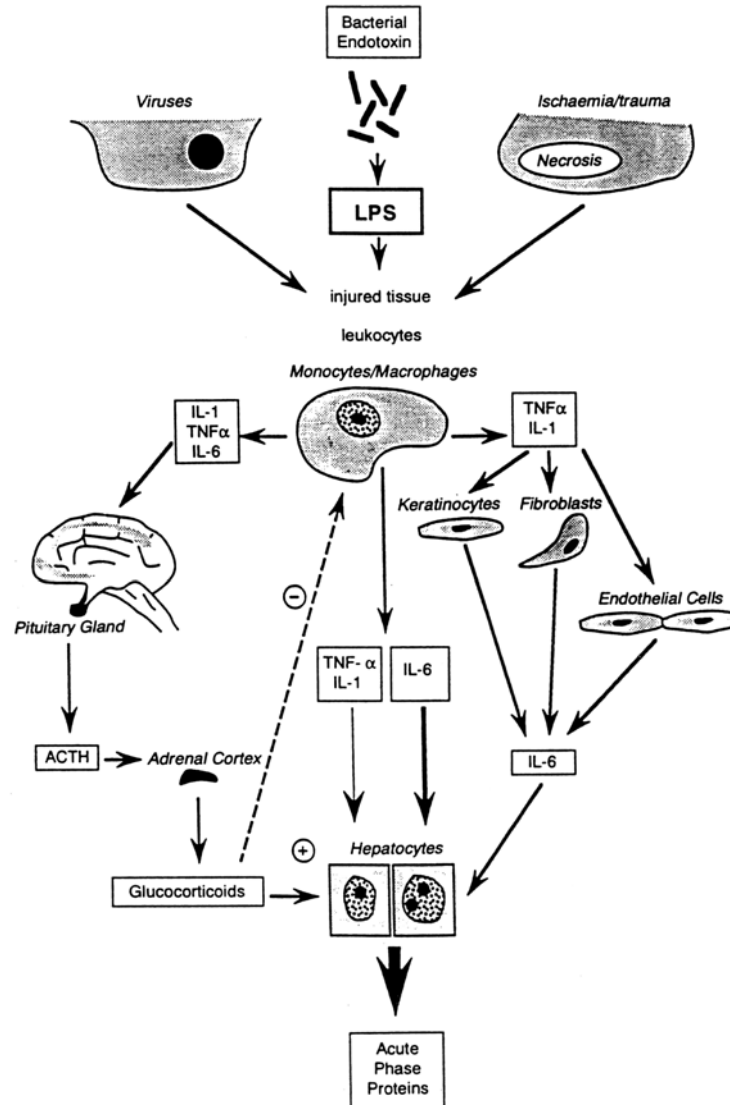 Bacterial
Endotoxin
Viruses
Ischaemia/trauma
Necrosis
LPS
injured tissue
leukocytes
Monocytes/Macrophages
IL-1
TNFα
IL-6
TNFα
IL-1
Keratinocytes
Fibroblasts
Endothelial Cells
Pituitary Gland
−
TNF- α
IL-1
IL-6
ACTH
Adrenal Cortex
IL-6
+
Hepatocytes
Glucocorticoids
Acute
Phase
Proteins